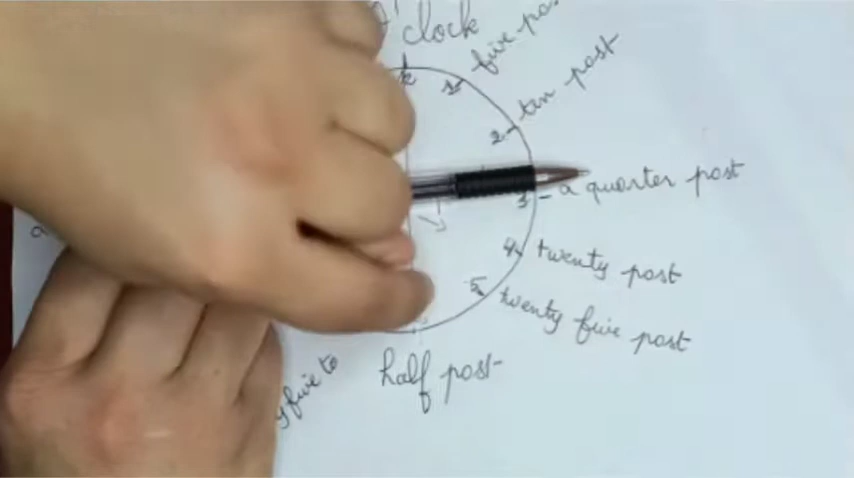 O'clock
five pas
ten past
a quarter past
twenty past
twenty five past
half past
y five to
1
2
3
4
5
a